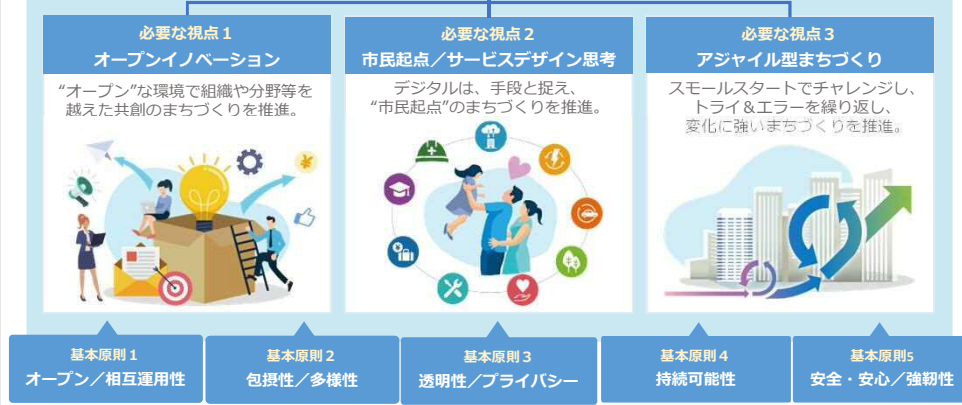 必要な視点１
オープンイノベーション
“オープン”な環境で組織や分野等を
越えた共創のまちづくりを推進。
必要な視点２
市民起点／サービスデザイン思考
デジタルは、手段と捉え、
“市民起点”のまちづくりを推進。
必要な視点３
アジャイル型まちづくり
スモールスタートでチャレンジし、
トライ＆エラーを繰り返し、
変化に強いまちづくりを推進。
基本原則１
オープン／相互運用性
基本原則２
包摂性／多様性
基本原則３
透明性／プライバシー
基本原則４
持続可能性
基本原則5
安全・安心／強靭性